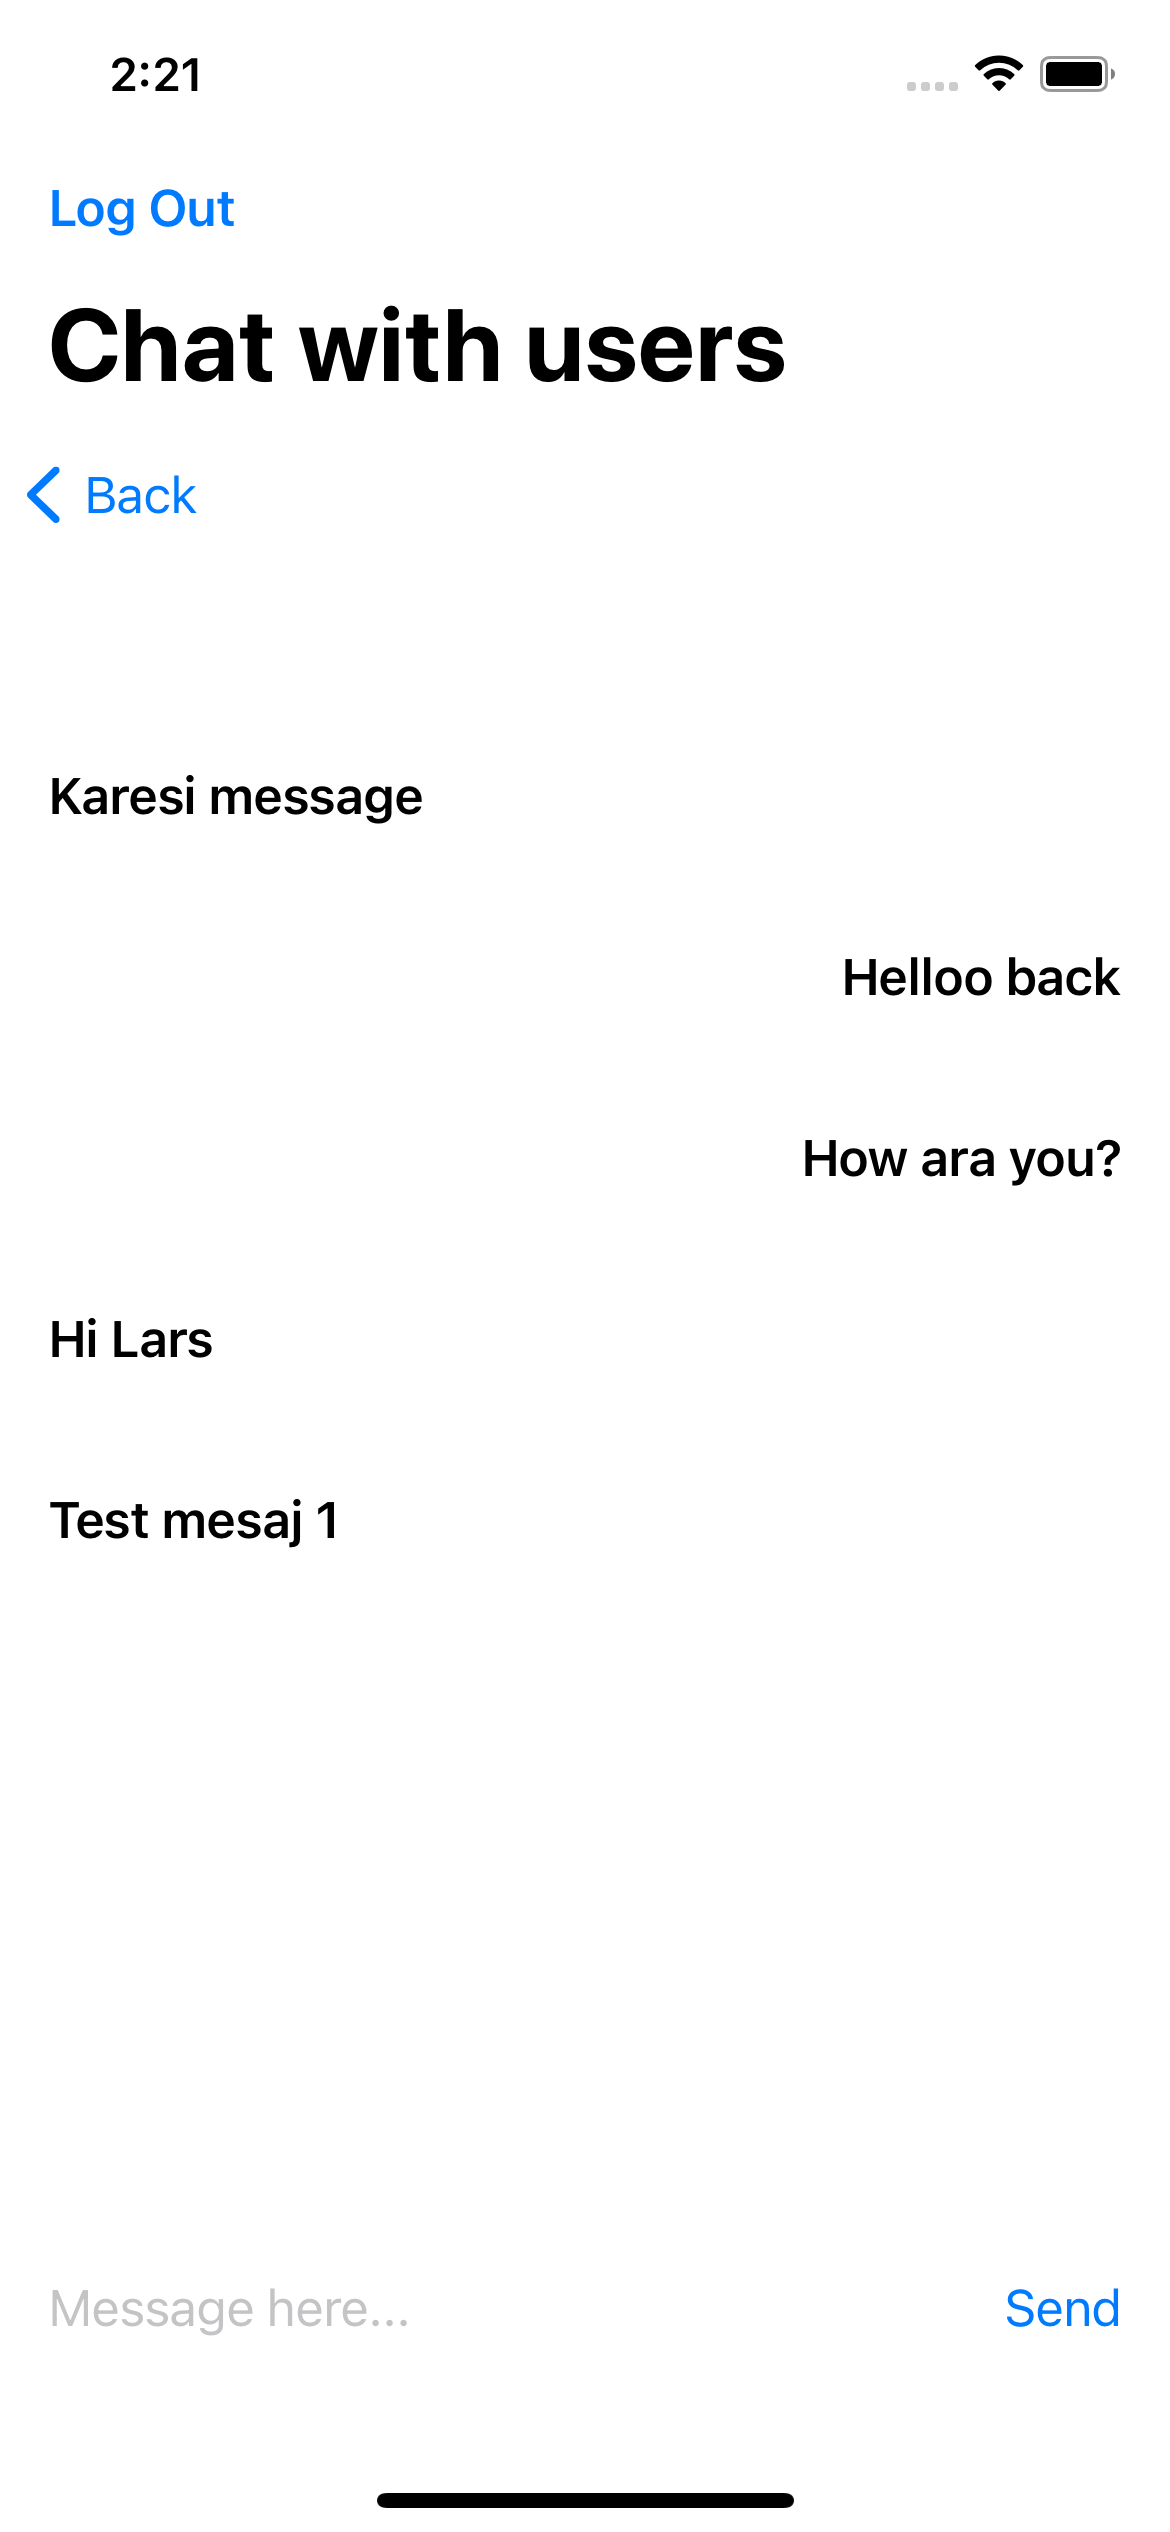 2:21
Log Out
Chat with users
Back
Karesi message
Helloo back
How ara you?
Hi Lars
Test mesaj 1
Message here...
Send